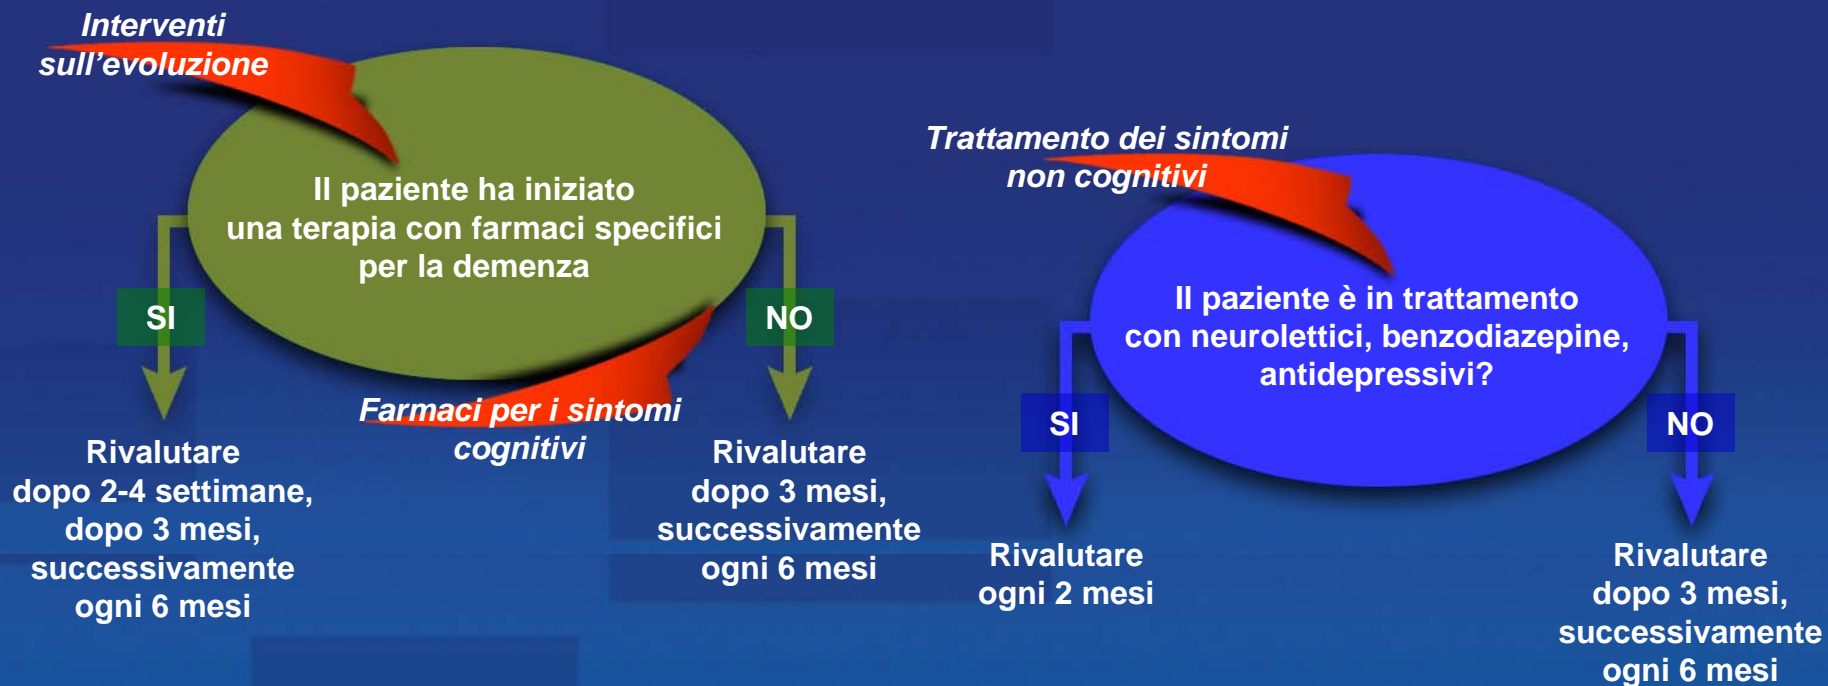 Interventi
sull'evoluzione
Il paziente ha iniziato
una terapia con farmaci specifici
per la demenza
SI
NO
Farmaci per i sintomi
cognitivi
Rivalutare
dopo 2-4 settimane,
dopo 3 mesi,
successivamente
ogni 6 mesi
Rivalutare
dopo 3 mesi,
successivamente
ogni 6 mesi
Trattamento dei sintomi
non cognitivi
Il paziente è in trattamento
con neurolettici, benzodiazepine,
antidepressivi?
SI
NO
Rivalutare
ogni 2 mesi
Rivalutare
dopo 3 mesi,
successivamente
ogni 6 mesi